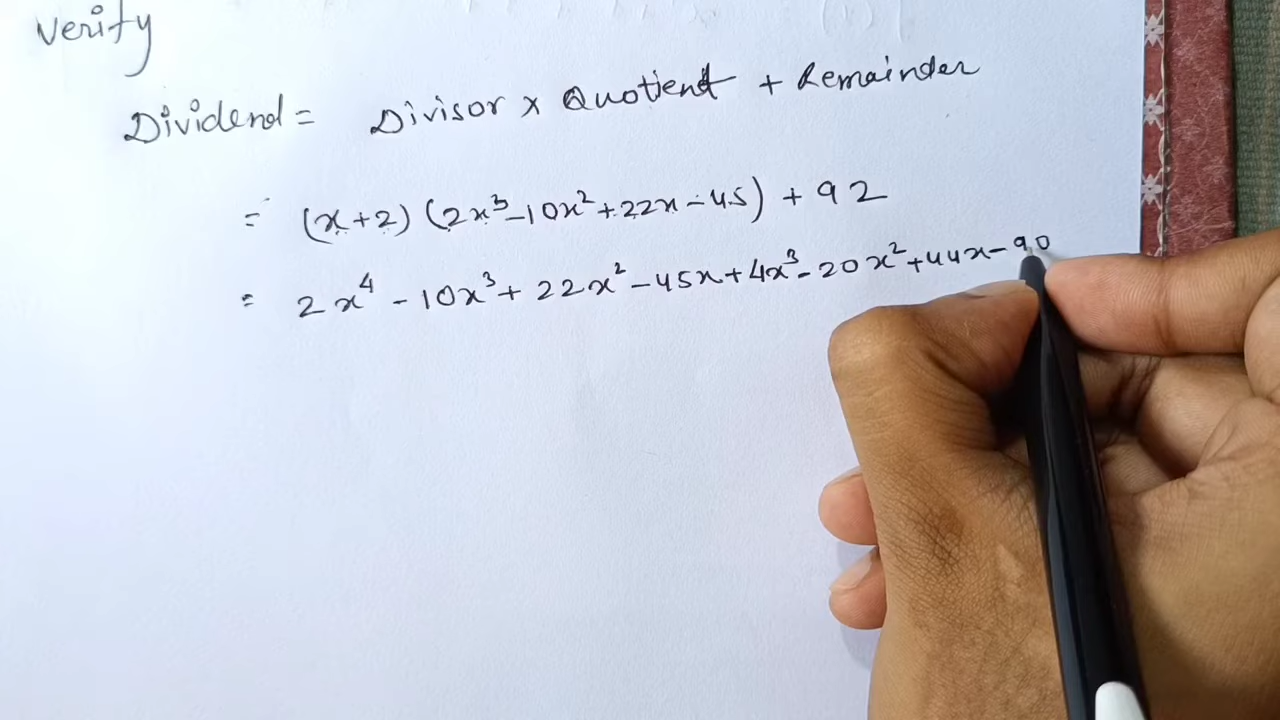 Verify
Dividend = Divisor x Quotient + Remainder
= (x+2) (2x³-10x²+22x-45) + 92
= 2x⁴ - 10x³ + 22x² - 45x + 4x³ - 20x² + 44x - 90